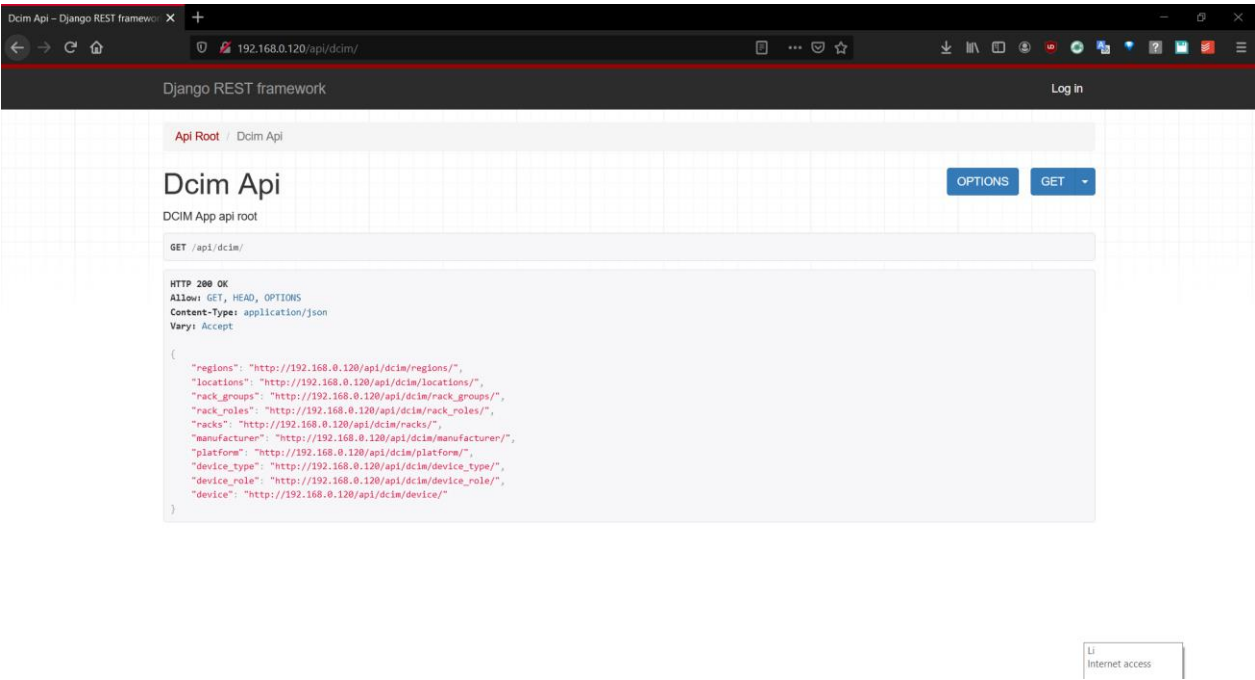 Dcim Api – Django REST framewor
192.168.0.120/api/dcim/
Django REST framework
Log in
Api Root / Dcim Api
Dcim Api
OPTIONS
GET
DCIM App api root
GET /api/dcim/
HTTP 200 OK
Allow: GET, HEAD, OPTIONS
Content-Type: application/json
Vary: Accept
{
"regions": "http://192.168.0.120/api/dcim/regions/",
"locations": "http://192.168.0.120/api/dcim/locations/",
"rack_groups": "http://192.168.0.120/api/dcim/rack_groups/",
"rack_roles": "http://192.168.0.120/api/dcim/rack_roles/",
"racks": "http://192.168.0.120/api/dcim/racks/",
"manufacturer": "http://192.168.0.120/api/dcim/manufacturer/",
"platform": "http://192.168.0.120/api/dcim/platform/",
"device_type": "http://192.168.0.120/api/dcim/device_type/",
"device_role": "http://192.168.0.120/api/dcim/device_role/",
"device": "http://192.168.0.120/api/dcim/device/"
}
Li
Internet access